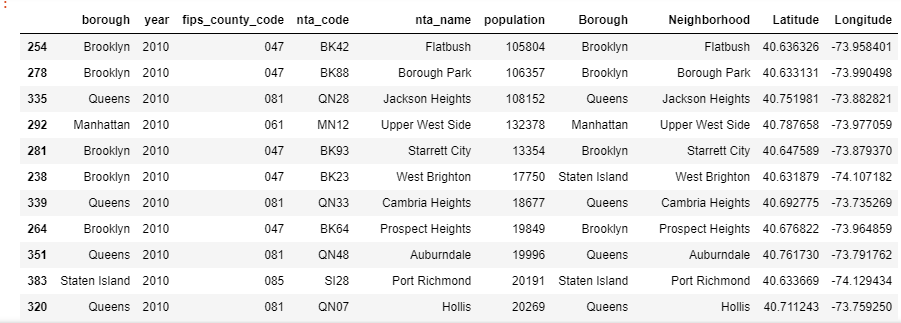 borough year fips_county_code nta_code nta_name population Borough Neighborhood Latitude Longitude
254 Brooklyn 2010 047 BK42 Flatbush 105804 Brooklyn Flatbush 40.636326 -73.958401
278 Brooklyn 2010 047 BK88 Borough Park 106357 Brooklyn Borough Park 40.633131 -73.990498
335 Queens 2010 081 QN28 Jackson Heights 108152 Queens Jackson Heights 40.751981 -73.882821
292 Manhattan 2010 061 MN12 Upper West Side 132378 Manhattan Upper West Side 40.787658 -73.977059
281 Brooklyn 2010 047 BK93 Starrett City 13354 Brooklyn Starrett City 40.647589 -73.879370
238 Brooklyn 2010 047 BK23 West Brighton 17750 Staten Island West Brighton 40.631879 -74.107182
339 Queens 2010 081 QN33 Cambria Heights 18677 Queens Cambria Heights 40.692775 -73.735269
264 Brooklyn 2010 047 BK64 Prospect Heights 19849 Brooklyn Prospect Heights 40.676822 -73.964859
351 Queens 2010 081 QN48 Auburndale 19996 Queens Auburndale 40.761730 -73.791762
383 Staten Island 2010 085 SI28 Port Richmond 20191 Staten Island Port Richmond 40.633669 -74.129434
320 Queens 2010 081 QN07 Hollis 20269 Queens Hollis 40.711243 -73.759250